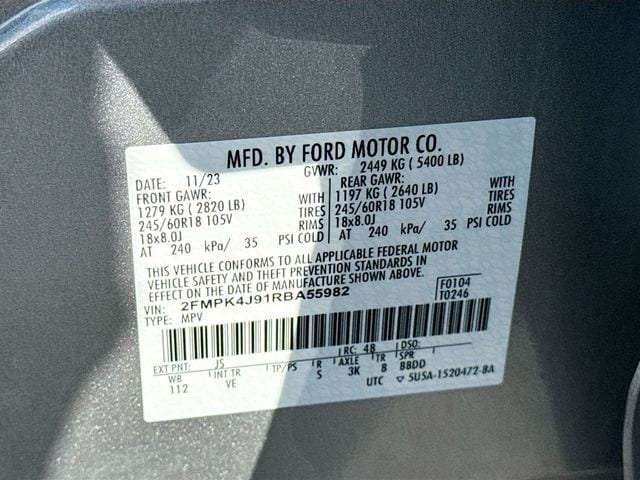 MFD. BY FORD MOTOR CO.
DATE: 11/23 GVWR: 2449 KG (5400 LB)
FRONT GAWR: REAR GAWR:
1279 KG (2820 LB) WITH 1197 KG (2640 LB) WITH
245/60R18 105V TIRES 245/60R18 105V TIRES
18x8.0J RIMS 18x8.0J RIMS
AT 240 kPa/ 35 PSI COLD AT 240 kPa/ 35 PSI COLD
THIS VEHICLE CONFORMS TO ALL APPLICABLE FEDERAL MOTOR
VEHICLE SAFETY AND THEFT PREVENTION STANDARDS IN
EFFECT ON THE DATE OF MANUFACTURE SHOWN ABOVE.
VIN: 2FMPK4J91RBA55982 F0104
TYPE: MPV T0246
EXT PNT: JS RC: 48 DSO:
WB INT TR TP/PS R AXLE TR SPR
112 VE S 3K 8 BBDD
UTC ▽ 5U5A-1520472-BA